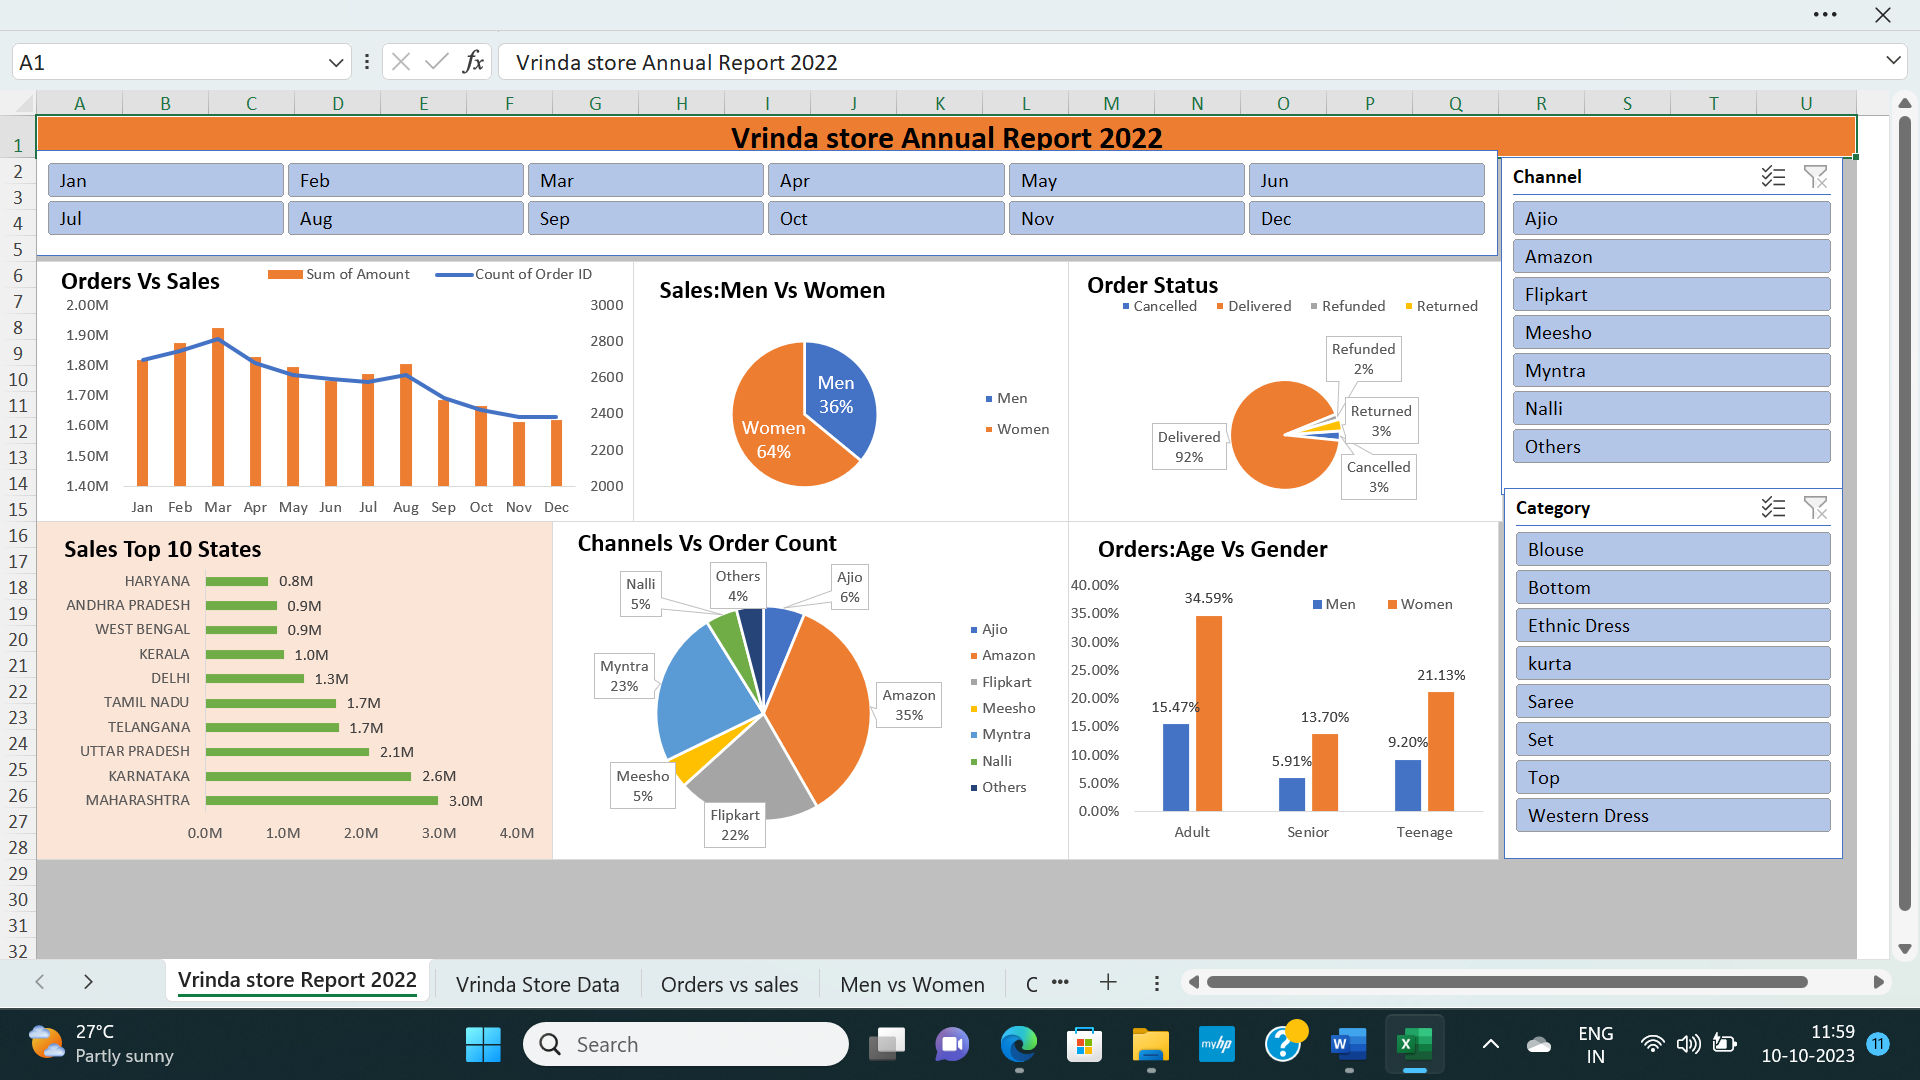 A1
fx
Vrinda store Annual Report 2022
A B C D E F G H I J K L M N O P Q R S T U
1
2
3
4
5
6
7
8
9
10
11
12
13
14
15
16
17
18
19
20
21
22
23
24
25
26
27
28
29
30
31
32
Vrinda store Annual Report 2022
Jan Feb Mar Apr May Jun
Jul Aug Sep Oct Nov Dec
Channel
Ajio
Amazon
Flipkart
Meesho
Myntra
Nalli
Others
Category
Blouse
Bottom
Ethnic Dress
kurta
Saree
Set
Top
Western Dress
Orders Vs Sales
Sum of Amount Count of Order ID
2.00M 3000
1.90M 2800
1.80M 2600
1.70M 2400
1.60M 2200
1.50M 2000
1.40M
Jan Feb Mar Apr May Jun Jul Aug Sep Oct Nov Dec
Sales:Men Vs Women
Men
36%
Women
64%
Men
Women
Order Status
Cancelled Delivered Refunded Returned
Refunded
2%
Returned
3%
Delivered
92%
Cancelled
3%
Sales Top 10 States
HARYANA 0.8M
ANDHRA PRADESH 0.9M
WEST BENGAL 0.9M
KERALA 1.0M
DELHI 1.3M
TAMIL NADU 1.7M
TELANGANA 1.7M
UTTAR PRADESH 2.1M
KARNATAKA 2.6M
MAHARASHTRA 3.0M
0.0M 1.0M 2.0M 3.0M 4.0M
Channels Vs Order Count
Nalli
5%
Others
4%
Ajio
6%
Myntra
23%
Amazon
35%
Meesho
5%
Flipkart
22%
Ajio
Amazon
Flipkart
Meesho
Myntra
Nalli
Others
Orders:Age Vs Gender
Men Women
40.00%
35.00%
30.00%
25.00%
20.00%
15.00%
10.00%
5.00%
0.00%
15.47% 34.59%
5.91% 13.70%
9.20% 21.13%
Adult Senior Teenage
Vrinda store Report 2022 Vrinda Store Data Orders vs sales Men vs Women C
27°C
Partly sunny
Search
myhp
W
X
ENG
IN
11:59
10-10-2023
11